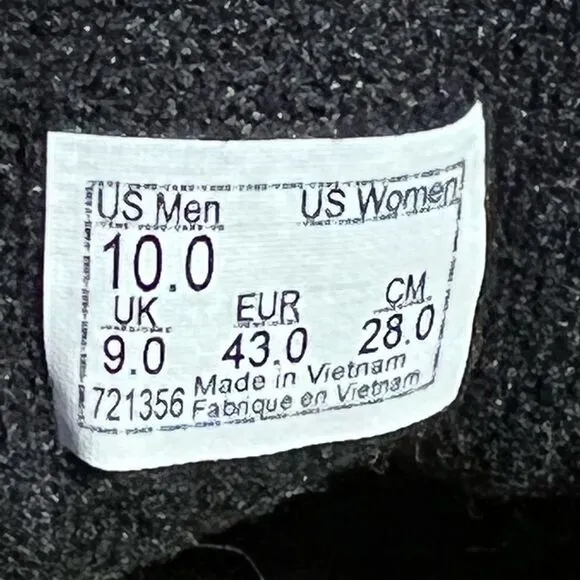 US Men US Women
10.0
UK EUR CM
9.0 43.0 28.0
721356 Made in Vietnam
Fabrique en Vietnam